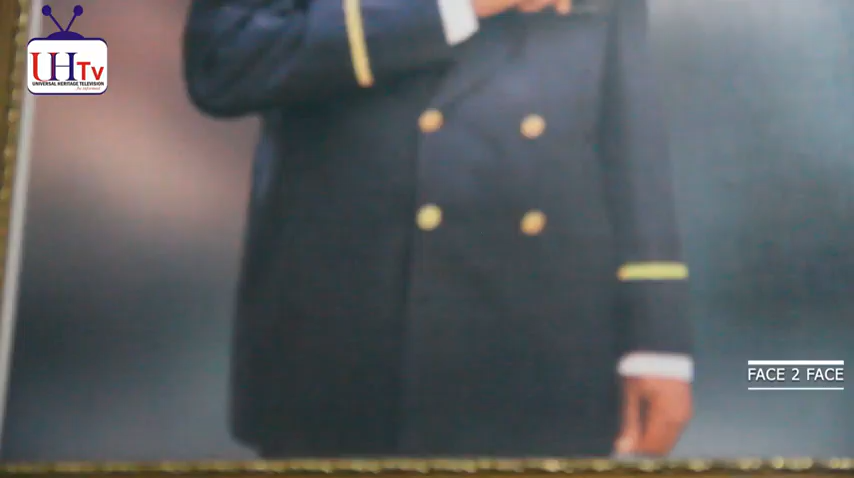 UHTV
UNIVERSAL HERITAGE TELEVISION
FACE 2 FACE